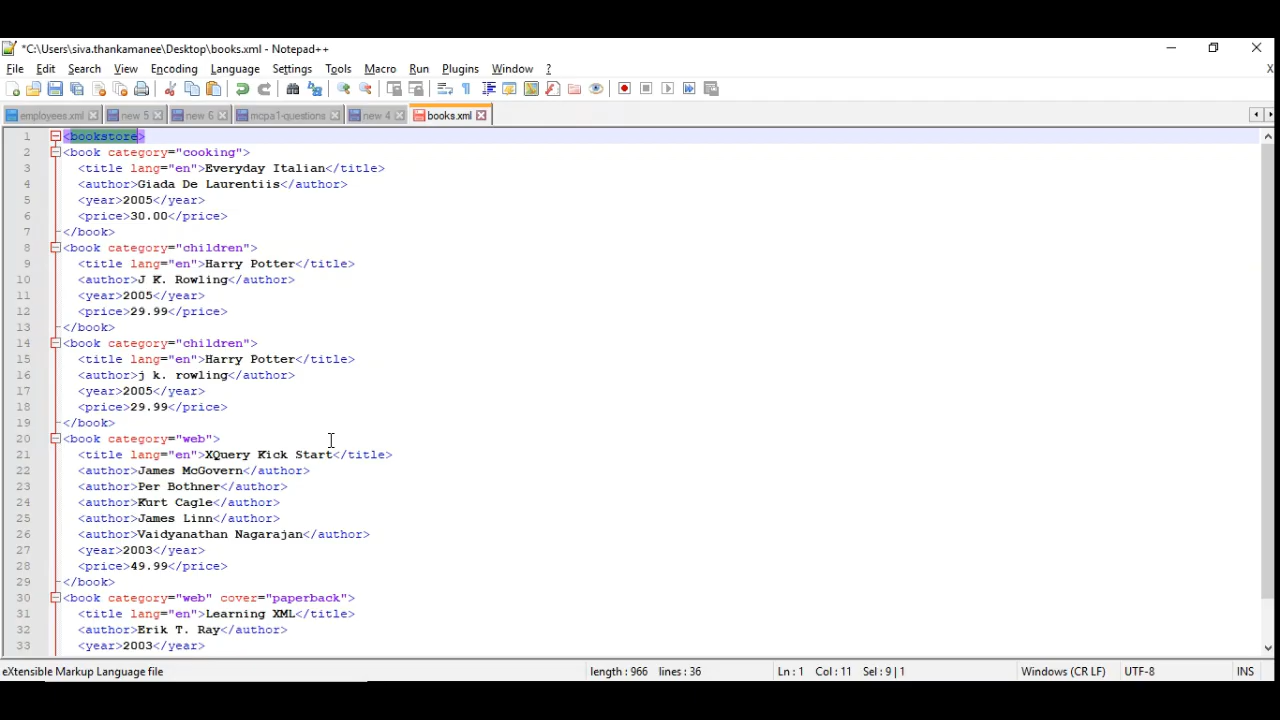 *C:\Users\siva.thankamanee\Desktop\books.xml - Notepad++
File Edit Search View Encoding Language Settings Tools Macro Run Plugins Window ? X
employees.xml new 5 new 6 mcpa1-questions new 4 books.xml
1 <bookstore>
2 <book category="cooking">
3 <title lang="en">Everyday Italian</title>
4 <author>Giada De Laurentiis</author>
5 <year>2005</year>
6 <price>30.00</price>
7 </book>
8 <book category="children">
9 <title lang="en">Harry Potter</title>
10 <author>J K. Rowling</author>
11 <year>2005</year>
12 <price>29.99</price>
13 </book>
14 <book category="children">
15 <title lang="en">Harry Potter</title>
16 <author>j k. rowling</author>
17 <year>2005</year>
18 <price>29.99</price>
19 </book>
20 <book category="web">
21 <title lang="en">XQuery Kick Start</title>
22 <author>James McGovern</author>
23 <author>Per Bothner</author>
24 <author>Kurt Cagle</author>
25 <author>James Linn</author>
26 <author>Vaidyanathan Nagarajan</author>
27 <year>2003</year>
28 <price>49.99</price>
29 </book>
30 <book category="web" cover="paperback">
31 <title lang="en">Learning XML</title>
32 <author>Erik T. Ray</author>
33 <year>2003</year>
eXtensible Markup Language file length : 966 lines : 36 Ln : 1 Col : 11 Sel : 9 | 1 Windows (CR LF) UTF-8 INS